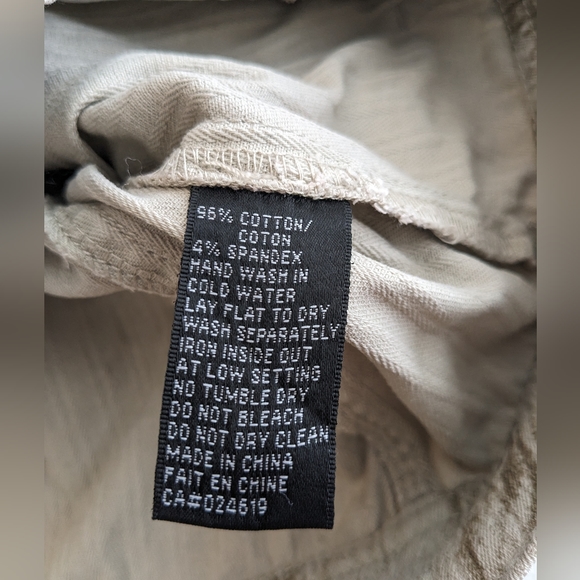 96% COTTON/
COTON
4% SPANDEX
HAND WASH IN
COLD WATER
LAY FLAT TO DRY
WASH SEPARATELY
IRON INSIDE OUT
AT LOW SETTING
NO TUMBLE DRY
DO NOT BLEACH
DO NOT DRY CLEAN
MADE IN CHINA
FAIT EN CHINE
CA#024619